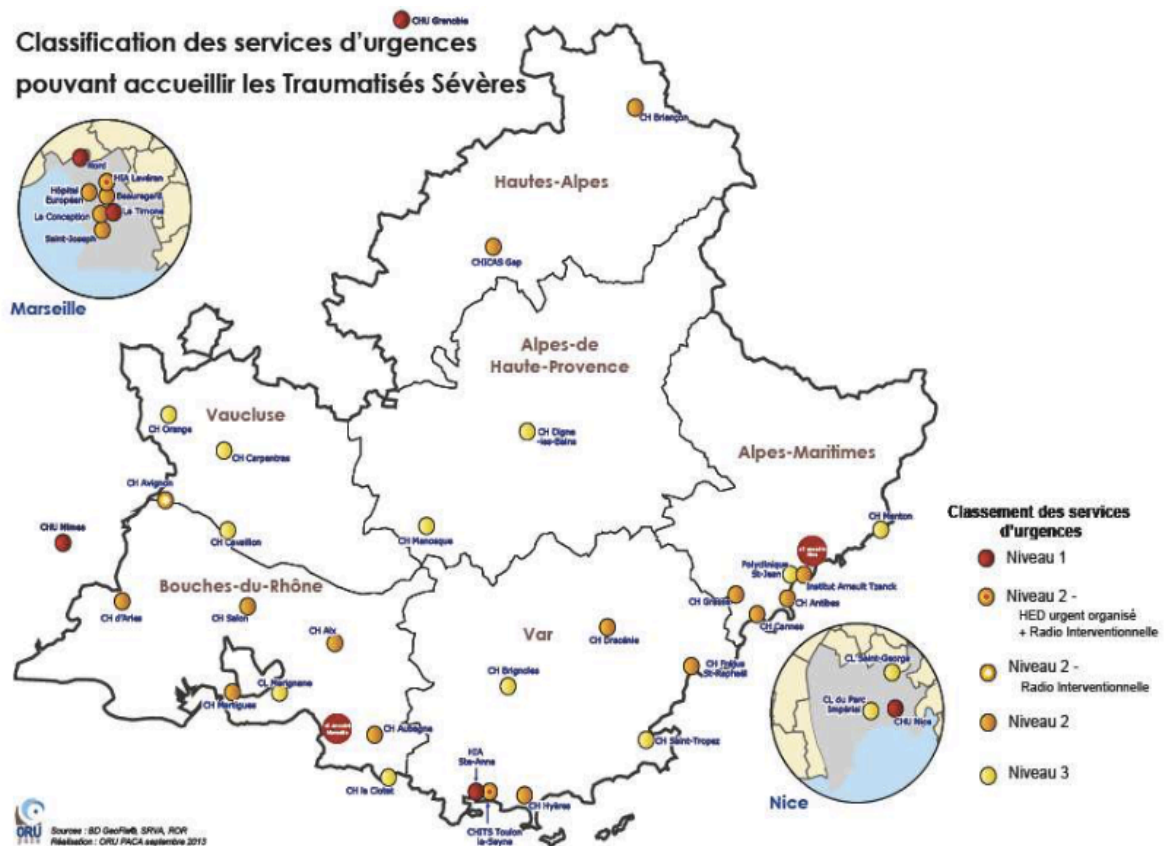 CHU Grenoble
Classification des services d'urgences
pouvant accueillir les Traumatisés Sévères
CH Briançon
Nord
HIA Lavéran
Hôpital
Européen
Beauregard
La Conception
La Timone
Saint-Joseph
Marseille
Hautes-Alpes
CHICAS Gap
Alpes-de
Haute-Provence
Vaucluse
CH Orange
CH Carpentras
CH Digne
-les-Bains
Alpes-Maritimes
CH Avignon
CHU Nîmes
CH Cavaillon
CH Manosque
CH Menton
Polyclinique
St-Jean
Institut Arnault Tzanck
CH Grasse
CH Antibes
CH Cannes
Bouches-du-Rhône
CH d'Arles
CH Salon
CH Aix
Var
CH Dracénie
CH Brignoles
CH Fréjus
St-Raphaël
CL Marignane
CH Martigues
CH Aubagne
CH la Ciotat
HIA
Ste-Anne
CH Saint-Tropez
CH Hyères
CHITS Toulon
la-Seyne
CL Saint-George
CL du Parc
Impérial
CHU Nice
Nice
Classement des services
d'urgences
Niveau 1
Niveau 2 -
HED urgent organisé
+ Radio Interventionnelle
Niveau 2 -
Radio Interventionnelle
Niveau 2
Niveau 3
ORU
PACA
Sources : BD GeoFla®, SRVA, ROR
Réalisation : ORU PACA septembre 2013